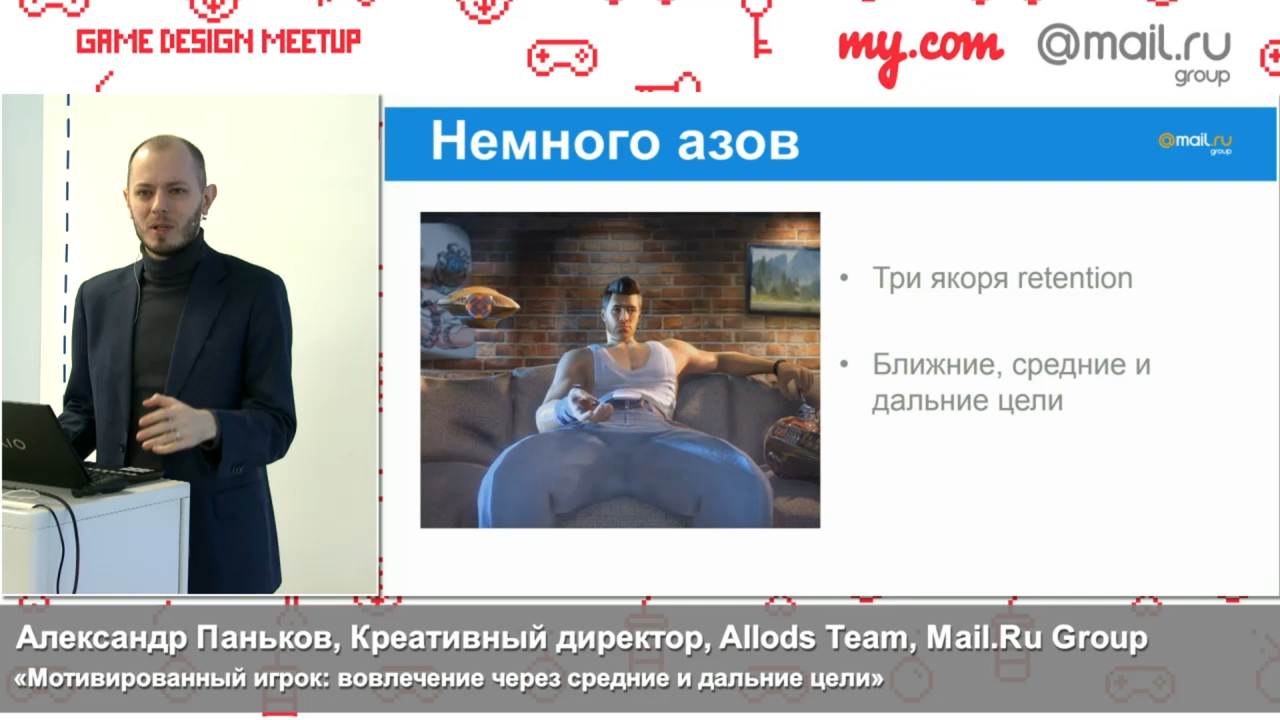 GAME DESIGN MEETUP
my.com
@mail.ru
group
Немного азов
@mail.ru
group
• Три якоря retention
• Ближние, средние и
дальние цели
AIO
Александр Паньков, Креативный директор, Allods Team, Mail.Ru Group
«Мотивированный игрок: вовлечение через средние и дальние цели»